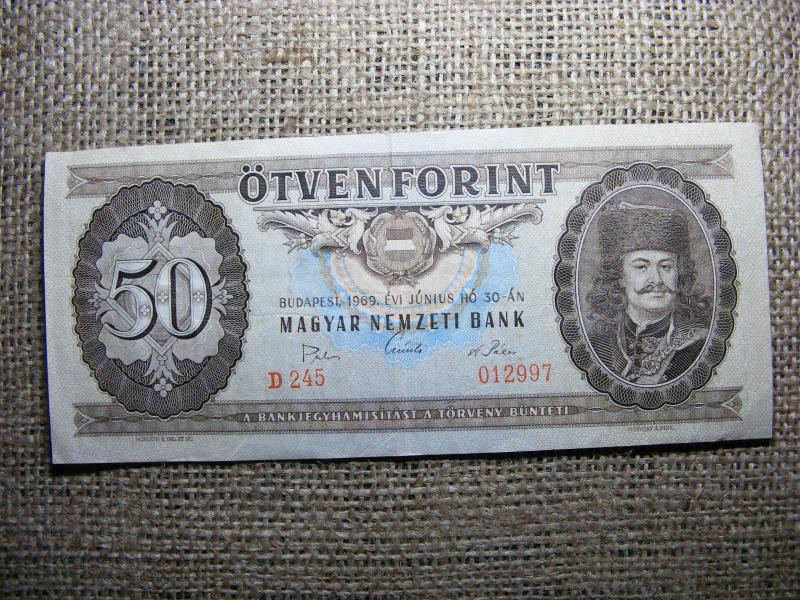 ÖTVEN FORINT
50
BUDAPEST, 1969. ÉVI JÚNIUS HÓ 30-ÁN
MAGYAR NEMZETI BANK
D 245 012997
A BANKJEGYHAMISÍTÁST A TÖRVÉNY BÜNTETI